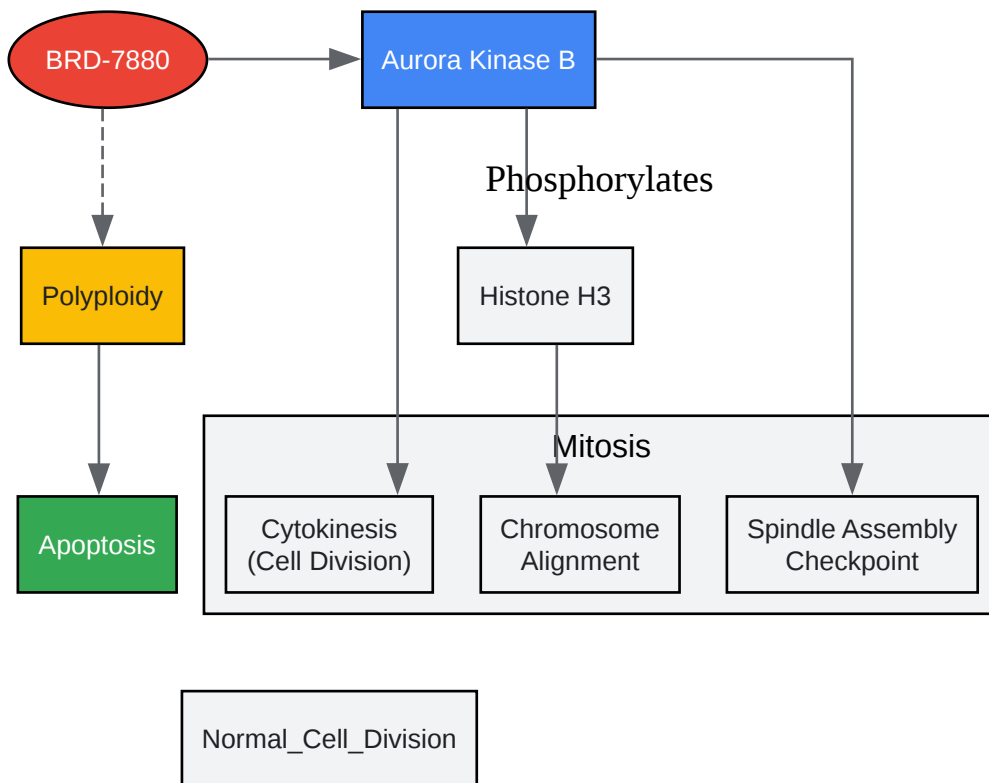 BRD-7880
Aurora Kinase B
Phosphorylates
Polyploidy
Histone H3
Mitosis
Apoptosis
Cytokinesis
(Cell Division)
Chromosome
Alignment
Spindle Assembly
Checkpoint
Normal_Cell_Division